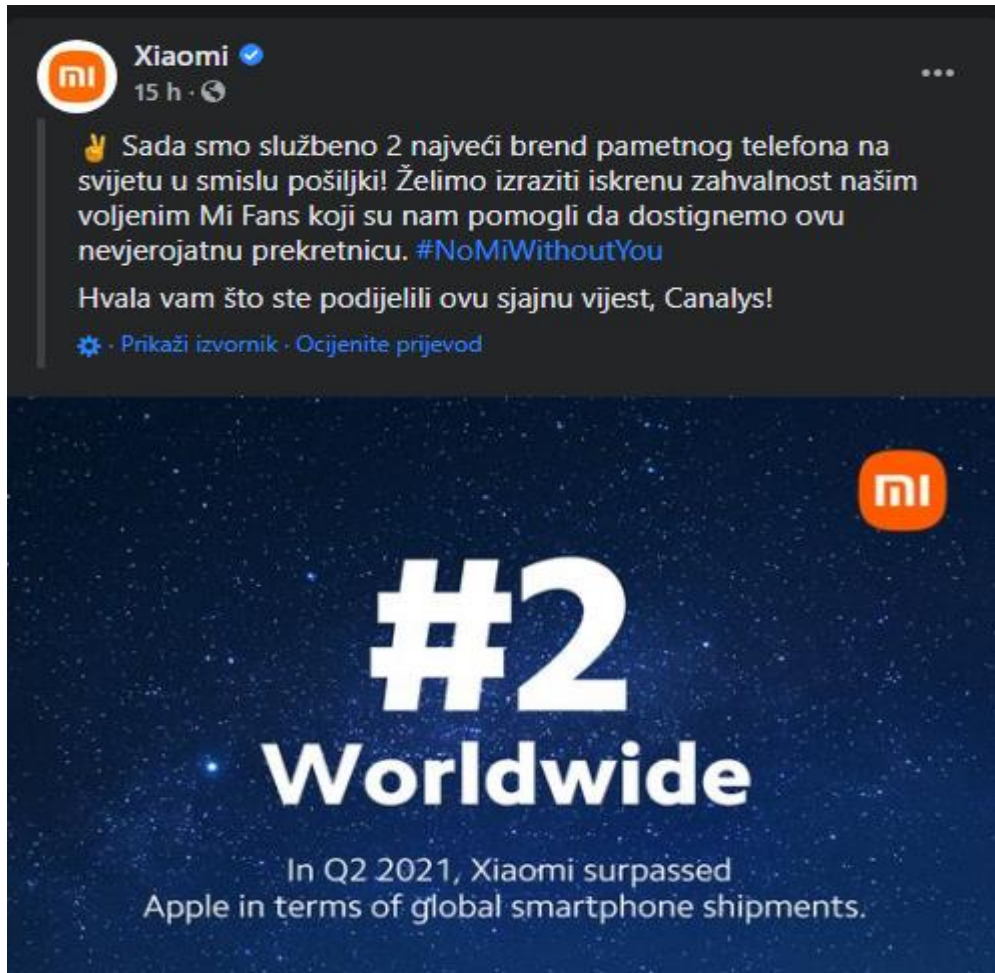 Xiaomi
15 h ·
✌️ Sada smo službeno 2 najveći brend pametnog telefona na
svijetu u smislu pošiljki! Želimo izraziti iskrenu zahvalnost našim
voljenim Mi Fans koji su nam pomogli da dostignemo ovu
nevjerojatnu prekretnicu. #NoMiWithoutYou
Hvala vam što ste podijelili ovu sjajnu vijest, Canalys!
· Prikaži izvornik · Ocijenite prijevod
#2
Worldwide
In Q2 2021, Xiaomi surpassed
Apple in terms of global smartphone shipments.